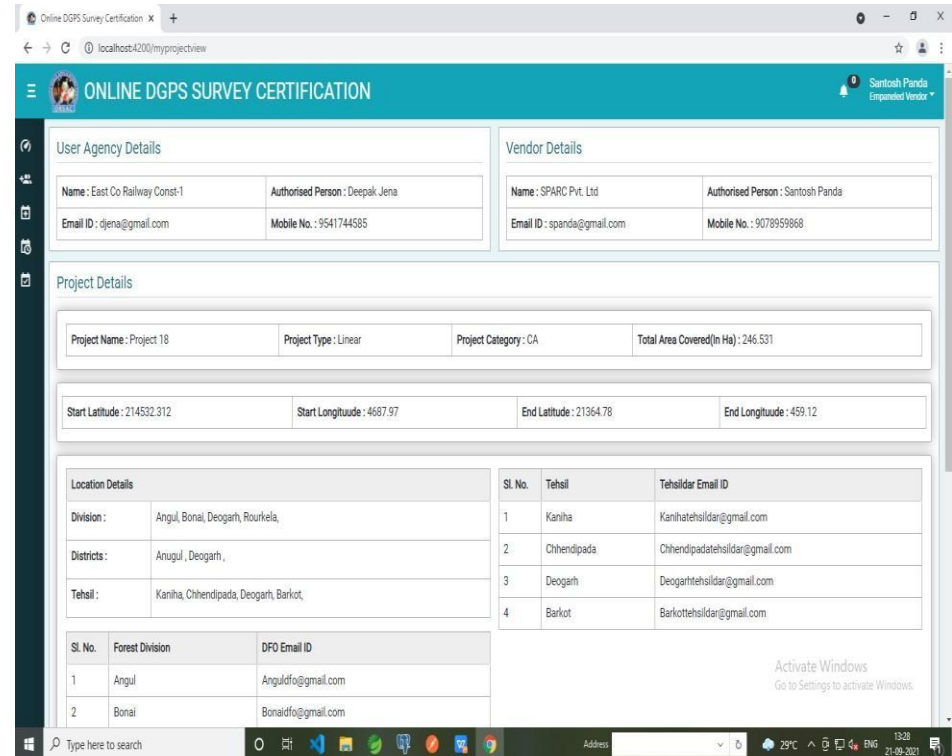 Online DGPS Survey Certification
localhost:4200/myprojectview
ONLINE DGPS SURVEY CERTIFICATION
0
Santosh Panda
Empaneled Vendor
User Agency Details
Name : East Co Railway Const-1
Authorised Person : Deepak Jena
Email ID : djena@gmail.com
Mobile No. : 9541744585
Vendor Details
Name : SPARC Pvt. Ltd
Authorised Person : Santosh Panda
Email ID : spanda@gmail.com
Mobile No. : 9078959868
Project Details
Project Name : Project 18
Project Type : Linear
Project Category : CA
Total Area Covered(In Ha) : 246.531
Start Latitude : 214532.312
Start Longituude : 4687.97
End Latitude : 21364.78
End Longituude : 459.12
Location Details
Division : Angul, Bonai, Deogarh, Rourkela,
Districts : Anugul , Deogarh ,
Tehsil : Kaniha, Chhendipada, Deogarh, Barkot,
Sl. No. Tehsil Tehsildar Email ID
1 Kaniha Kanihatehsildar@gmail.com
2 Chhendipada Chhendipadatehsildar@gmail.com
3 Deogarh Deogarhtehsildar@gmail.com
4 Barkot Barkottehsildar@gmail.com
Sl. No. Forest Division DFO Email ID
1 Angul Anguldfo@gmail.com
2 Bonai Bonaidfo@gmail.com
Activate Windows
Go to Settings to activate Windows.
Type here to search
Address
29°C
ENG
13:28
21-09-2021